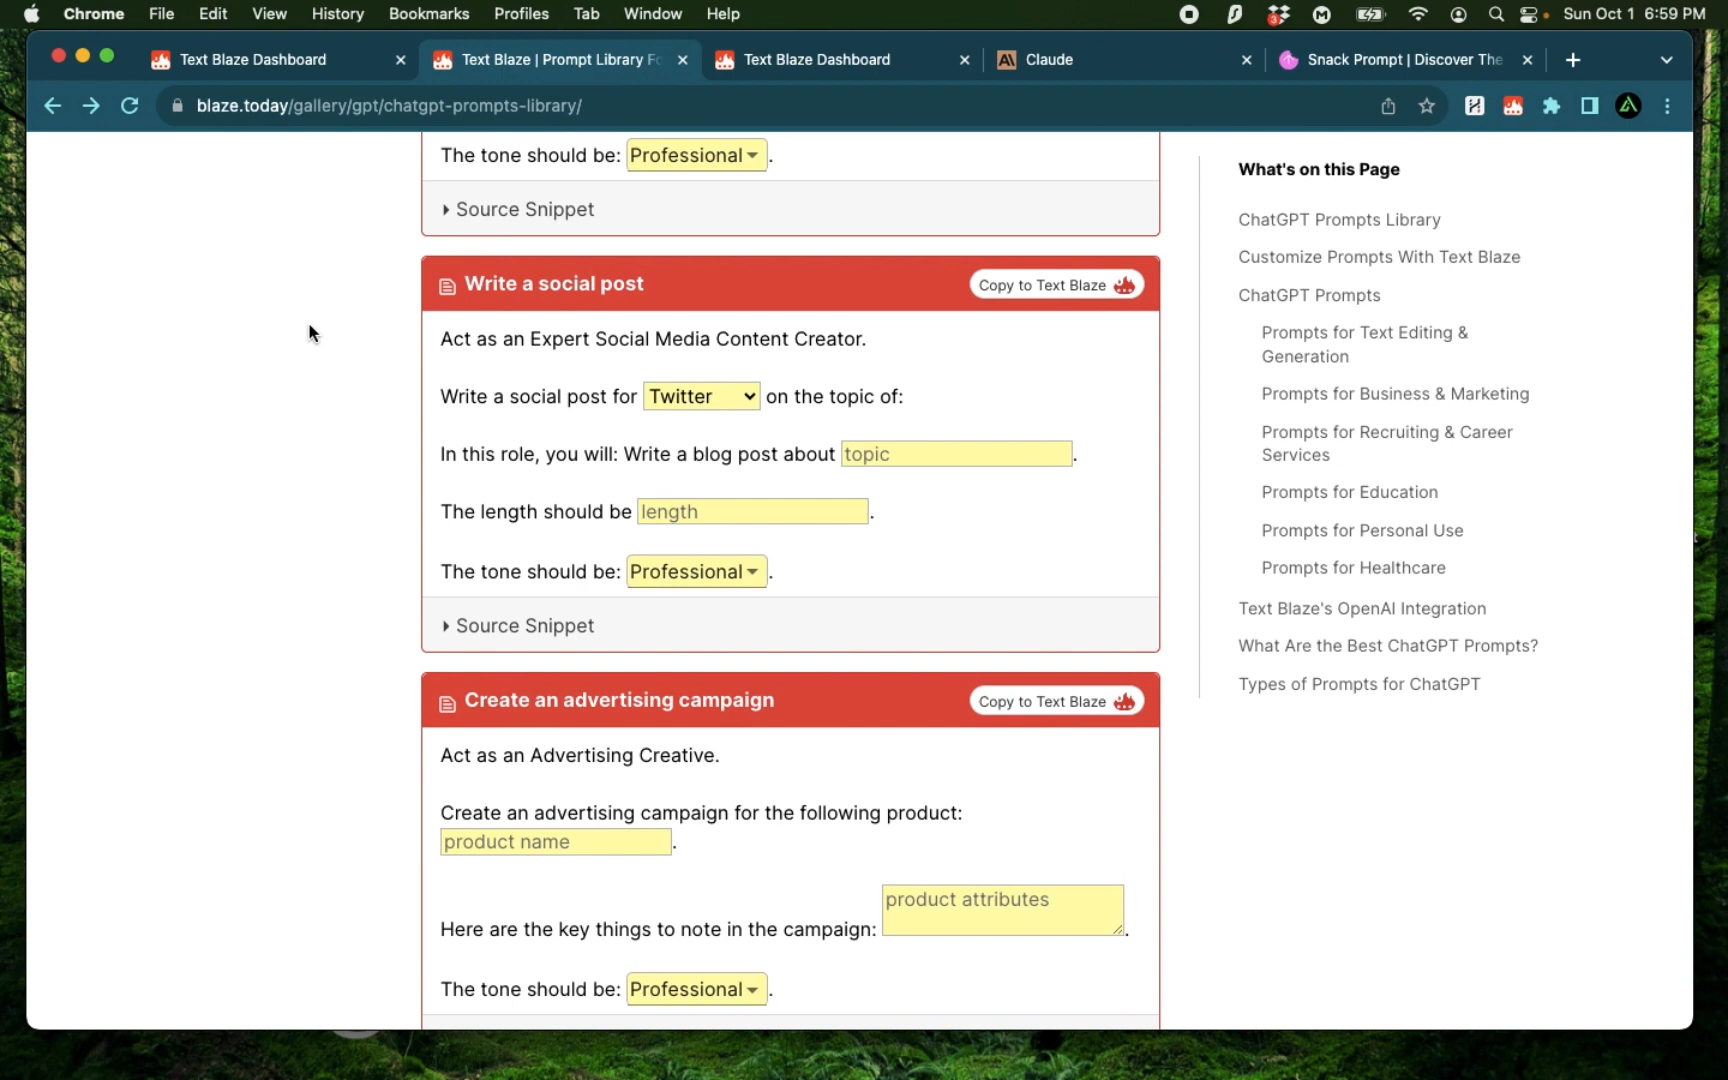 Chrome File Edit View History Bookmarks Profiles Tab Window Help
3
Sun Oct 1 6:59 PM
Text Blaze Dashboard
Text Blaze | Prompt Library Fo
Text Blaze Dashboard
Claude
Snack Prompt | Discover The
blaze.today/gallery/gpt/chatgpt-prompts-library/
The tone should be: Professional.
Source Snippet
Write a social post
Copy to Text Blaze
Act as an Expert Social Media Content Creator.
Write a social post for Twitter on the topic of:
In this role, you will: Write a blog post about topic.
The length should be length.
The tone should be: Professional.
Source Snippet
Create an advertising campaign
Copy to Text Blaze
Act as an Advertising Creative.
Create an advertising campaign for the following product:
product name.
product attributes
Here are the key things to note in the campaign: .
The tone should be: Professional.
What's on this Page
ChatGPT Prompts Library
Customize Prompts With Text Blaze
ChatGPT Prompts
Prompts for Text Editing &
Generation
Prompts for Business & Marketing
Prompts for Recruiting & Career
Services
Prompts for Education
Prompts for Personal Use
Prompts for Healthcare
Text Blaze's OpenAI Integration
What Are the Best ChatGPT Prompts?
Types of Prompts for ChatGPT